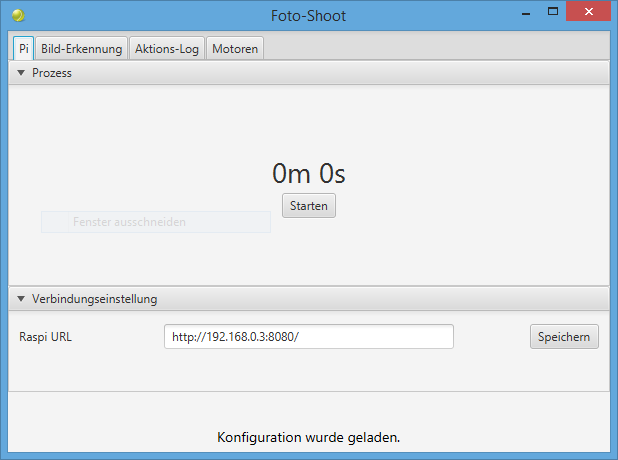 Foto-Shoot
Pi Bild-Erkennung Aktions-Log Motoren
Prozess
0m 0s
Starten
Fenster ausschneiden
Verbindungseinstellung
Raspi URL http://192.168.0.3:8080/ Speichern
Konfiguration wurde geladen.